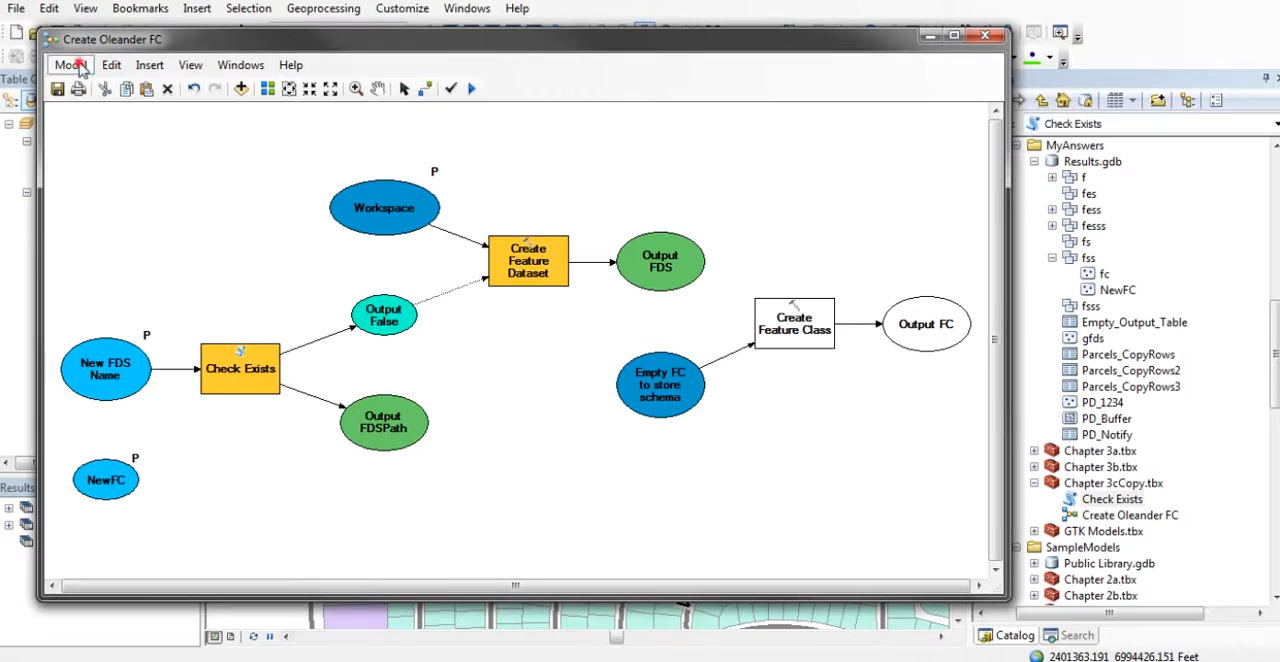 File Edit View Bookmarks Insert Selection Geoprocessing Customize Windows Help
Create Oleander FC
Model Edit Insert View Windows Help
Table
Results
P
Workspace
Create
Feature
Dataset
Output
FDS
Output
False
P
New FDS
Name
Check Exists
Output
FDSPath
P
NewFC
Create
Feature Class
Output FC
Empty FC
to store
schema
Check Exists
MyAnswers
Results.gdb
f
fes
fess
fesss
fs
fss
fc
NewFC
fsss
Empty_Output_Table
gfds
Parcels_CopyRows
Parcels_CopyRows2
Parcels_CopyRows3
PD_1234
PD_Buffer
PD_Notify
Chapter 3a.tbx
Chapter 3b.tbx
Chapter 3cCopy.tbx
Check Exists
Create Oleander FC
GTK Models.tbx
SampleModels
Public Library.gdb
Chapter 2a.tbx
Chapter 2b.tbx
Catalog Search
2401363.191 6994426.151 Feet